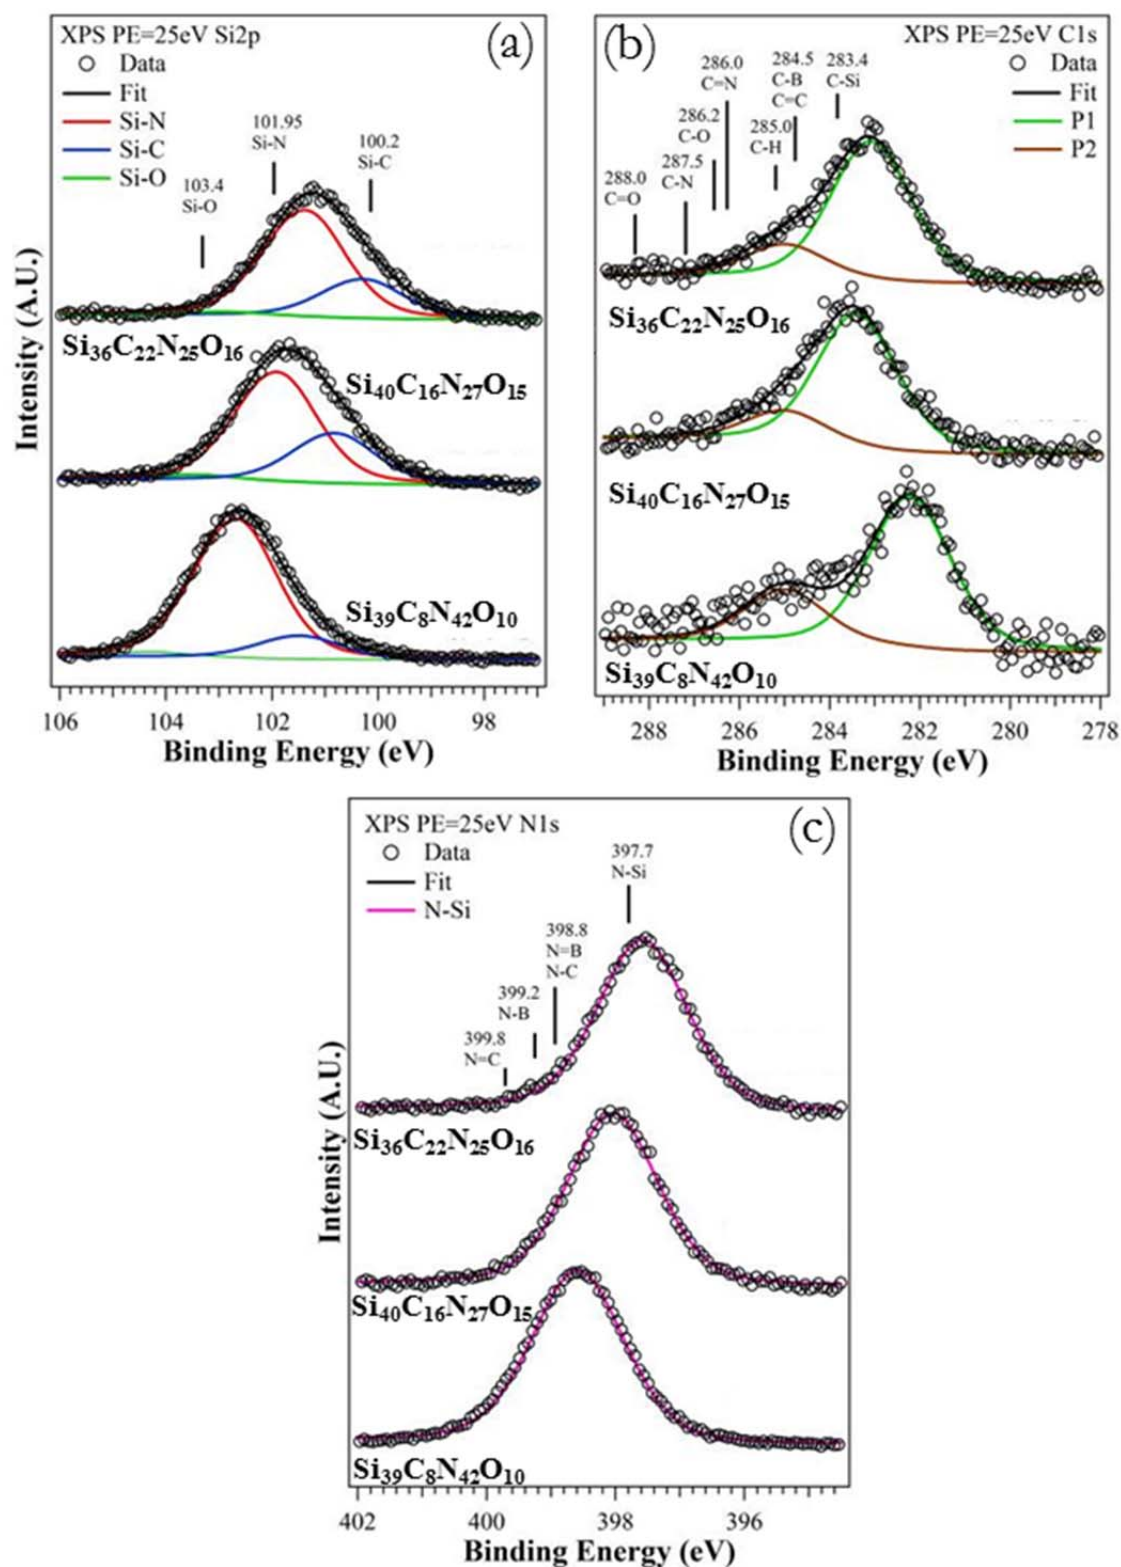 XPS PE=25eV Si2p
(a)
Data
Fit
Si-N
Si-C
Si-O
101.95
Si-N
100.2
Si-C
103.4
Si-O
Si36C22N25O16
Si40C16N27O15
Si39C8N42O10
Intensity (A.U.)
106 104 102 100 98
Binding Energy (eV)
(b)
XPS PE=25eV C1s
Data
Fit
P1
P2
286.0
C=N
284.5
C-B
C=C
283.4
C-Si
286.2
C-O
285.0
C-H
287.5
C-N
288.0
C=O
Si36C22N25O16
Si40C16N27O15
Si39C8N42O10
288 286 284 282 280 278
Binding Energy (eV)
XPS PE=25eV N1s
(c)
Data
Fit
N-Si
397.7
N-Si
398.8
N=B
N-C
399.2
N-B
399.8
N=C
Si36C22N25O16
Si40C16N27O15
Si39C8N42O10
Intensity (A.U.)
402 400 398 396
Binding Energy (eV)